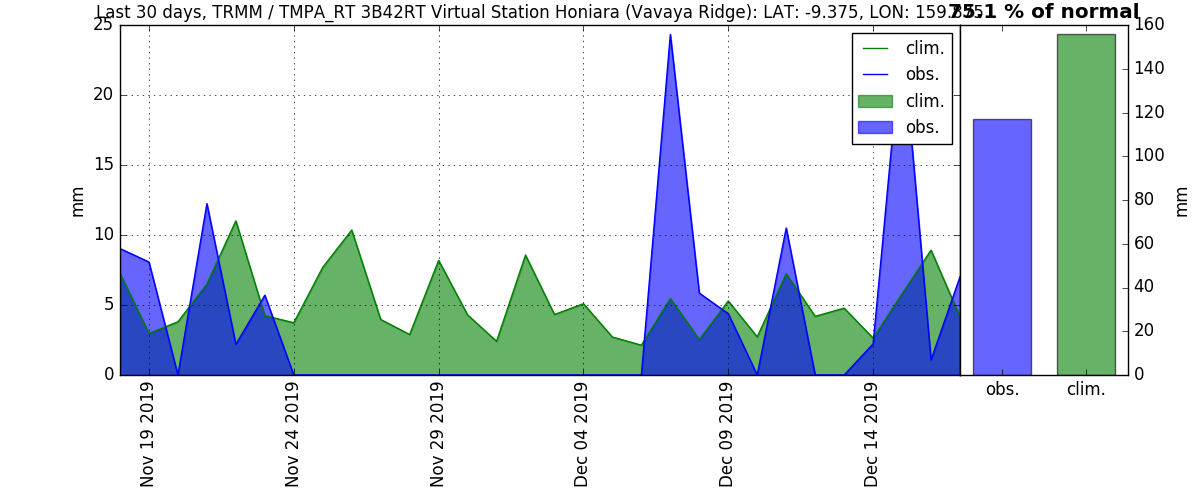 Last 30 days, TRMM / TMPA_RT 3B42RT Virtual Station Honiara (Vavaya Ridge): LAT: -9.375, LON: 159.875
75.1 % of normal
25
20
15
10
5
0
mm
clim.
obs.
clim.
obs.
Nov 19 2019
Nov 24 2019
Nov 29 2019
Dec 04 2019
Dec 09 2019
Dec 14 2019
160
140
120
100
80
60
40
20
0
mm
obs.
clim.